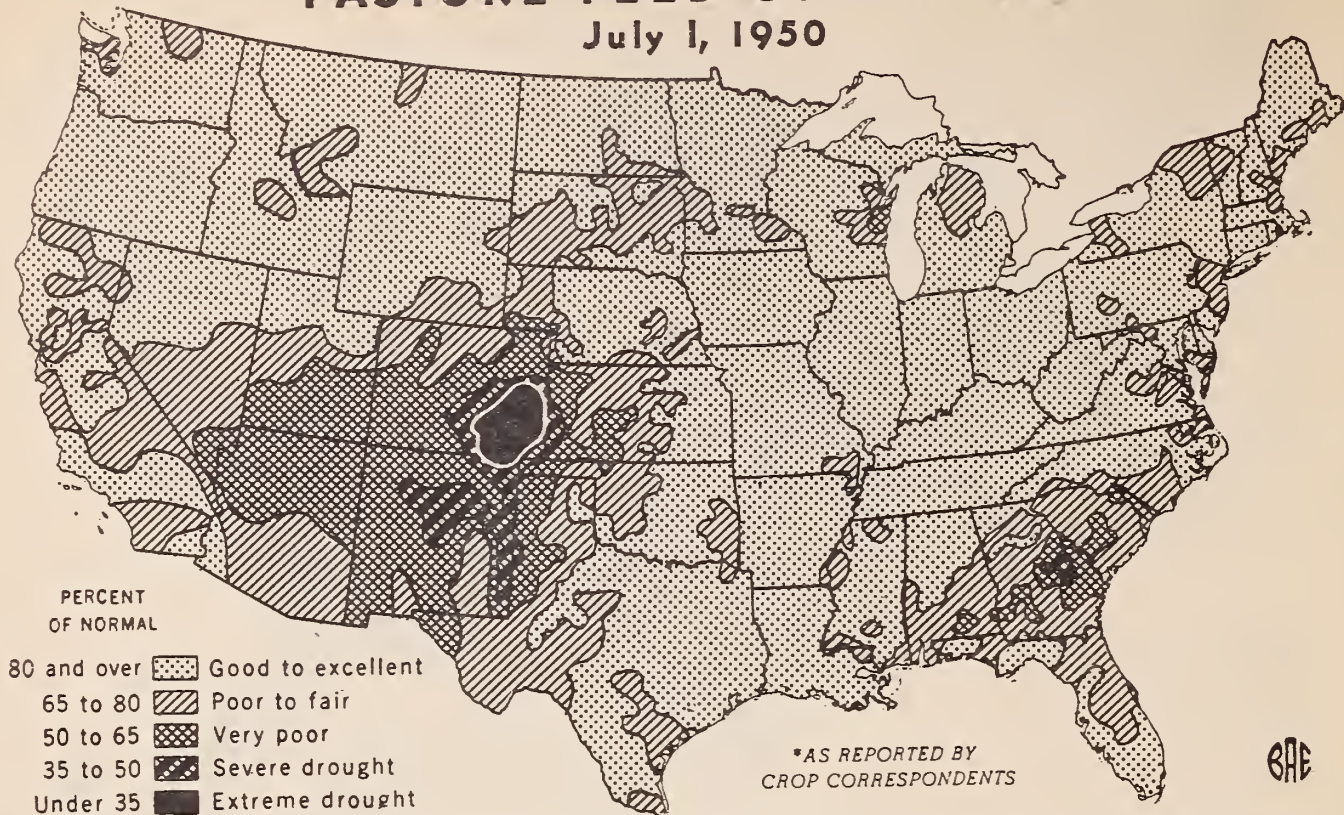 PASTURE FEED
July 1, 1950
PERCENT
OF NORMAL
80 and over Good to excellent
65 to 80 Poor to fair
50 to 65 Very poor
35 to 50 Severe drought
Under 35 Extreme drought
*AS REPORTED BY
CROP CORRESPONDENTS
BAE